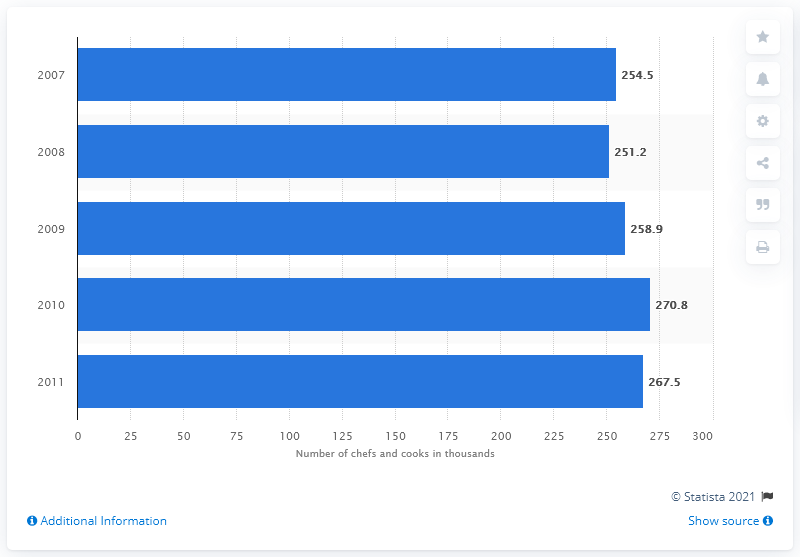 2007
254.5
2008
251.2
2009
258.9
2010
270.8
2011
267.5
0 25 50 75 100 125 150 175 200 225 250 275 300
Number of chefs and cooks in thousands
© Statista 2021
Additional Information
Show source